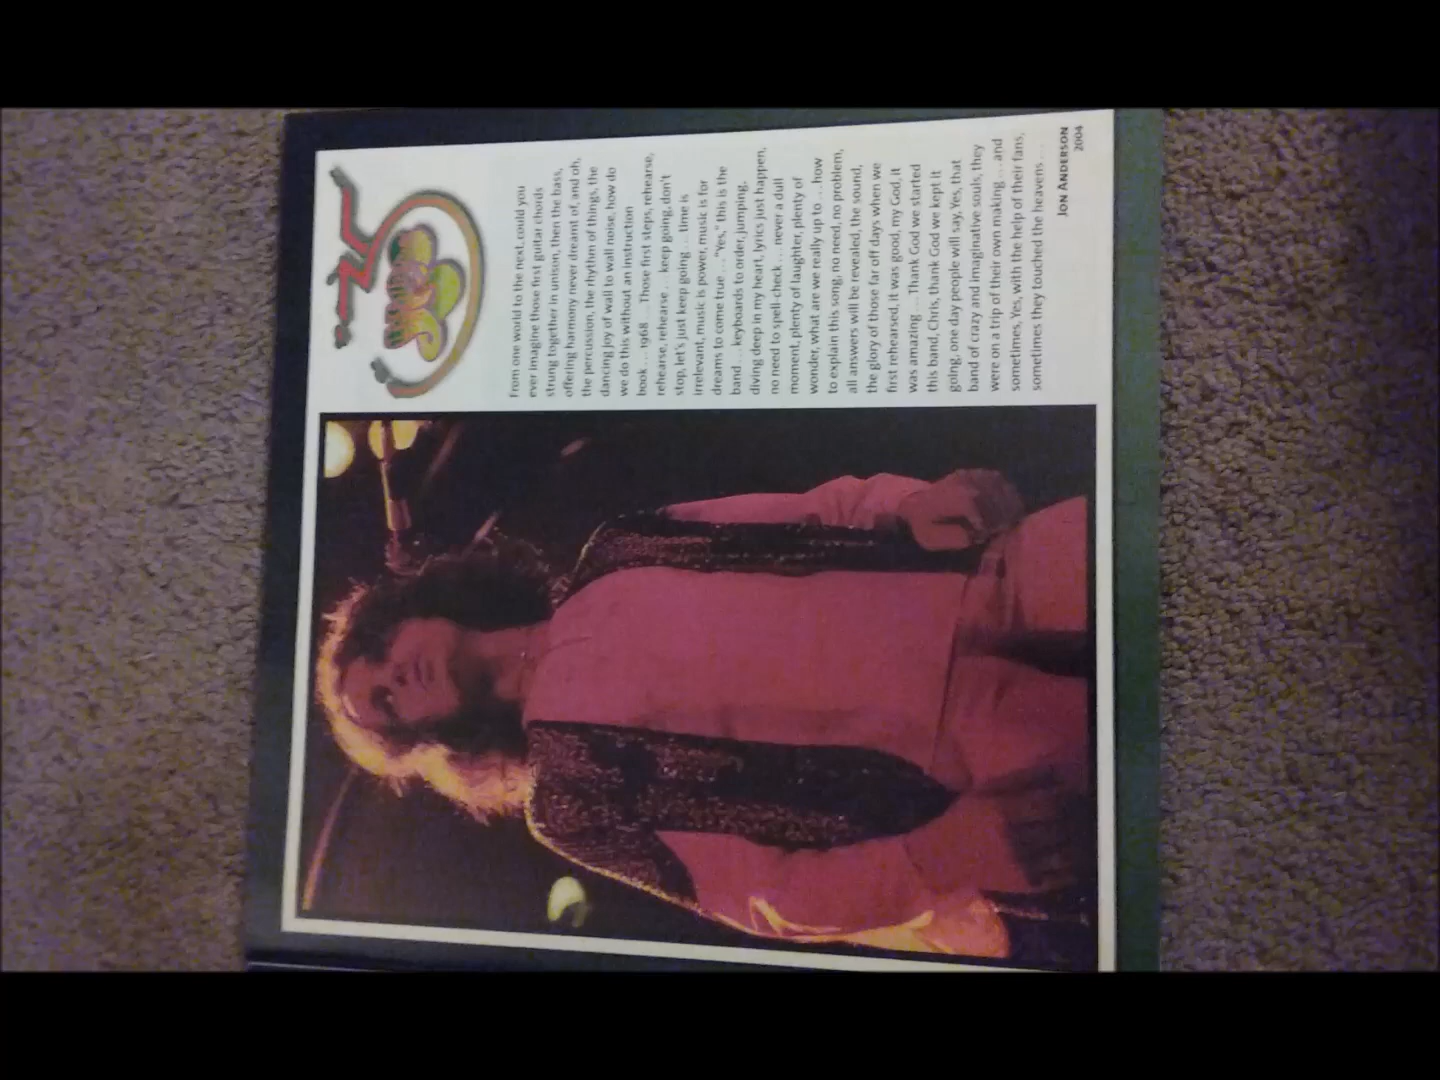 YES
35
From one world to the next, could you
ever imagine those first guitar chords
strung together in unison, then the bass,
offering harmony never dreamt of, and oh,
the percussion, the rhythm of things, the
dancing joy of wall to wall noise, how do
we do this without an instruction
book . . . 1968 . . . Those first steps, rehearse,
rehearse, rehearse . . . keep going, don't
stop, let's just keep going . . . time is
irrelevant, music is power, music is for
dreams to come true . . . "Yes," this is the
band . . . keyboards to order, jumping,
diving deep in my heart, lyrics just happen,
no need to spell-check . . . never a dull
moment, plenty of laughter, plenty of
wonder, what are we really up to . . . how
to explain this song, no need, no problem,
all answers will be revealed, the sound,
the glory of those far off days when we
first rehearsed, it was good, my God, it
was amazing . . . Thank God we started
this band, Chris, thank God we kept it
going, one day people will say, Yes, that
band of crazy and imaginative souls, they
were on a trip of their own making . . . and
sometimes, Yes, with the help of their fans,
sometimes they touched the heavens . . .
JON ANDERSON
2004